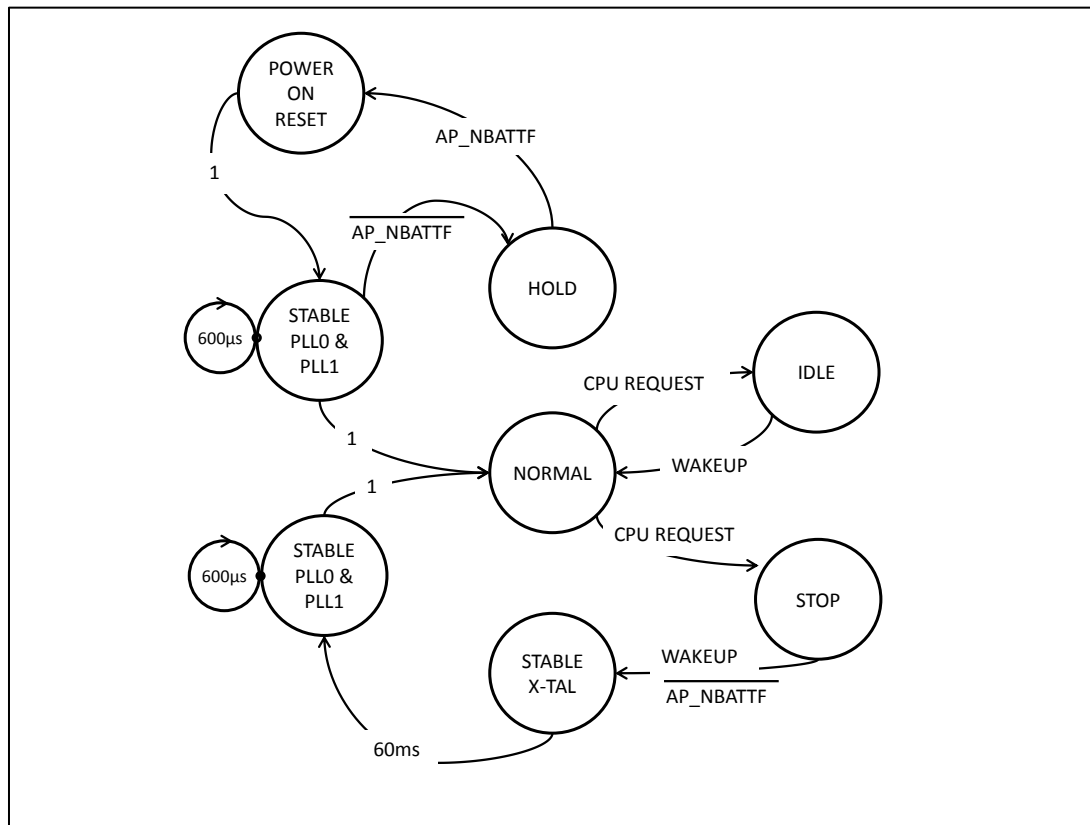 POWER
ON
RESET
AP_NBATTF
1
AP_NBATTF
HOLD
STABLE
PLL0 &
PLL1
600µs
CPU REQUEST
IDLE
1
WAKEUP
NORMAL
1
CPU REQUEST
STABLE
PLL0 &
PLL1
600µs
STOP
WAKEUP
AP_NBATTF
STABLE
X-TAL
60ms